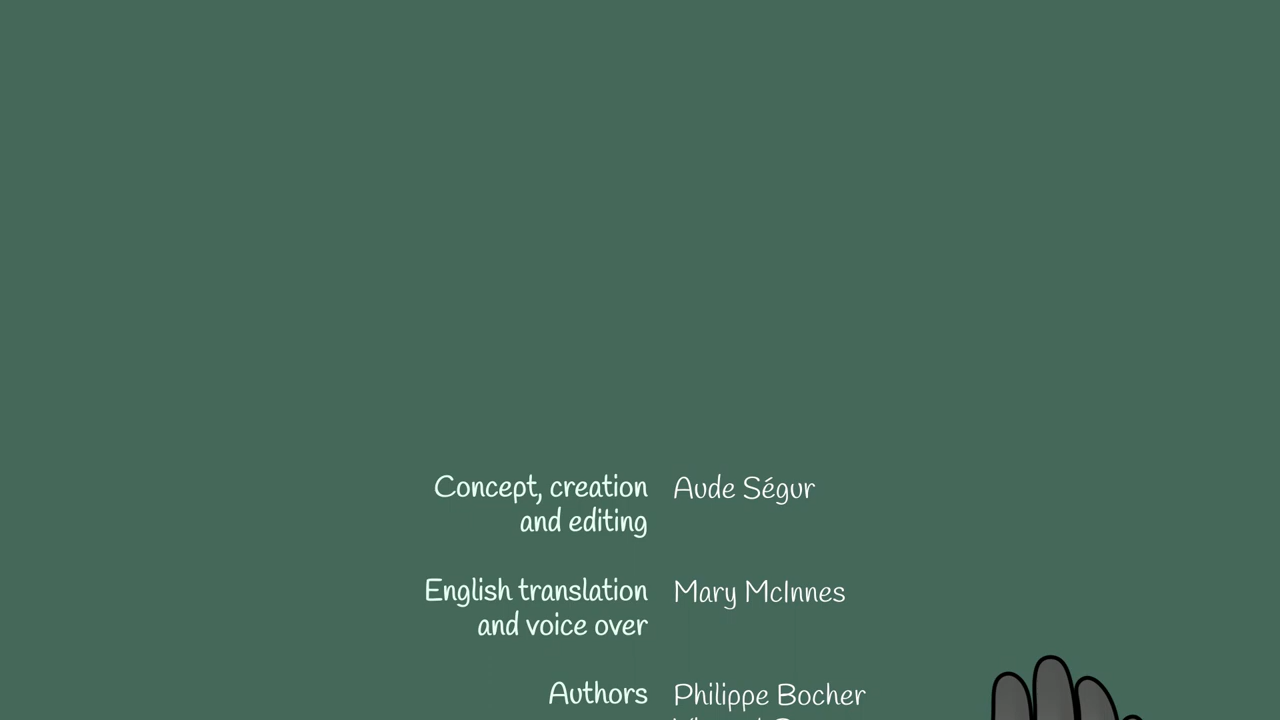 Concept, creation Aude Ségur
and editing
English translation Mary McInnes
and voice over
Authors Philippe Bocher